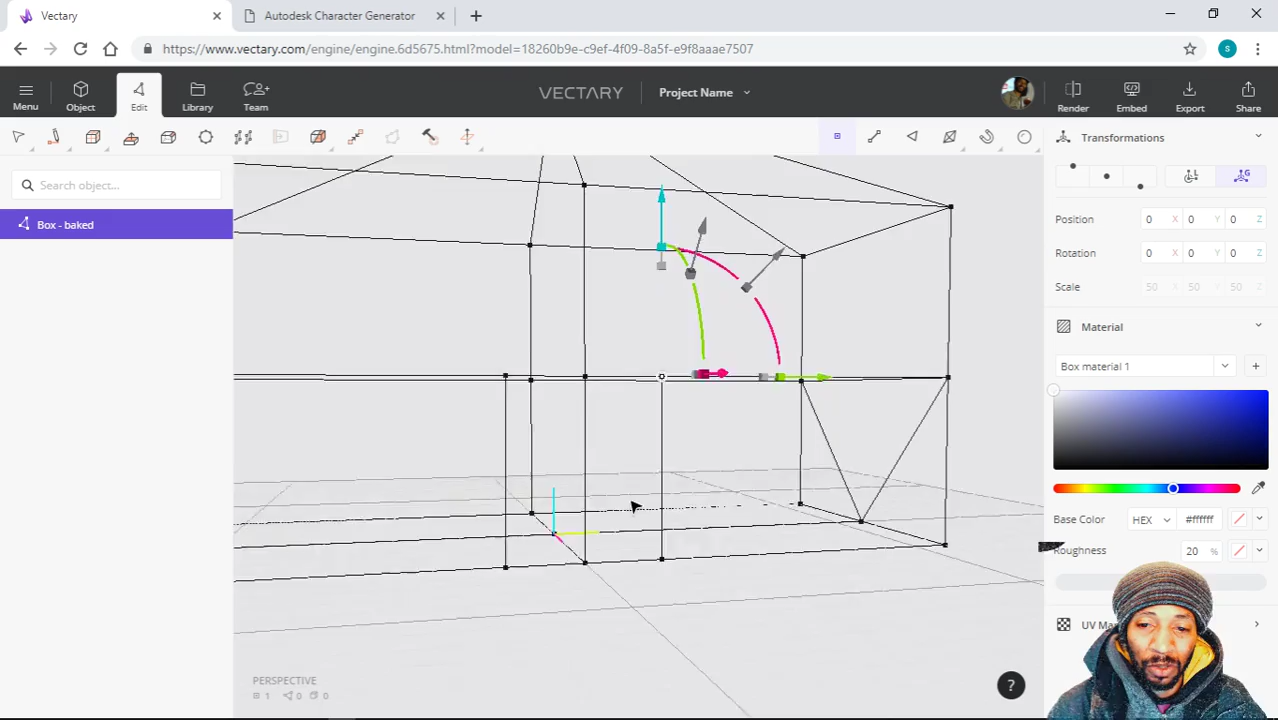 Vectary
Autodesk Character Generator
https://www.vectary.com/engine/engine.6d5675.html?model=18260b9e-c9ef-4f09-8a5f-e9f8aaae7507
S
Menu
Object
Edit
Library
Team
VECTARY
Project Name
Render
Embed
Export
Share
Transformations
Search object...
L
G
Box - baked
Position 0 X 0 Y 0 Z
Rotation 0 X 0 Y 0 Z
Scale 50 X 50 Y 50 Z
Material
Box material 1
Base Color HEX #ffffff
Roughness 20 %
PERSPECTIVE
1 0 0
?